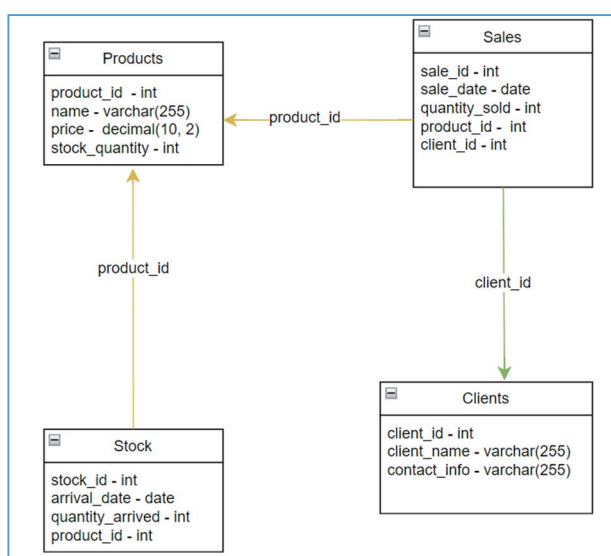 Products
product_id - int
name - varchar(255)
price - decimal(10, 2)
stock_quantity - int
product_id
Sales
sale_id - int
sale_date - date
quantity_sold - int
product_id - int
client_id - int
product_id
client_id
Stock
stock_id - int
arrival_date - date
quantity_arrived - int
product_id - int
Clients
client_id - int
client_name - varchar(255)
contact_info - varchar(255)